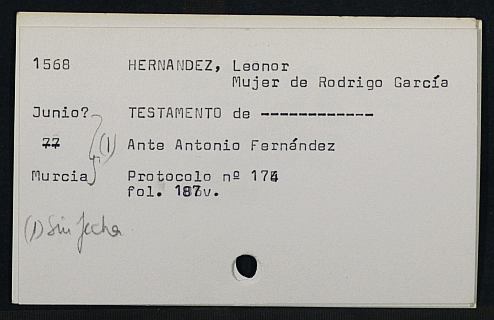 1568 HERNANDEZ, Leonor
Mujer de Rodrigo García
Junio? TESTAMENTO de ------------
77 (1) Ante Antonio Fernández
Murcia Protocolo nº 174
fol. 187v.
(1) Sin fecha